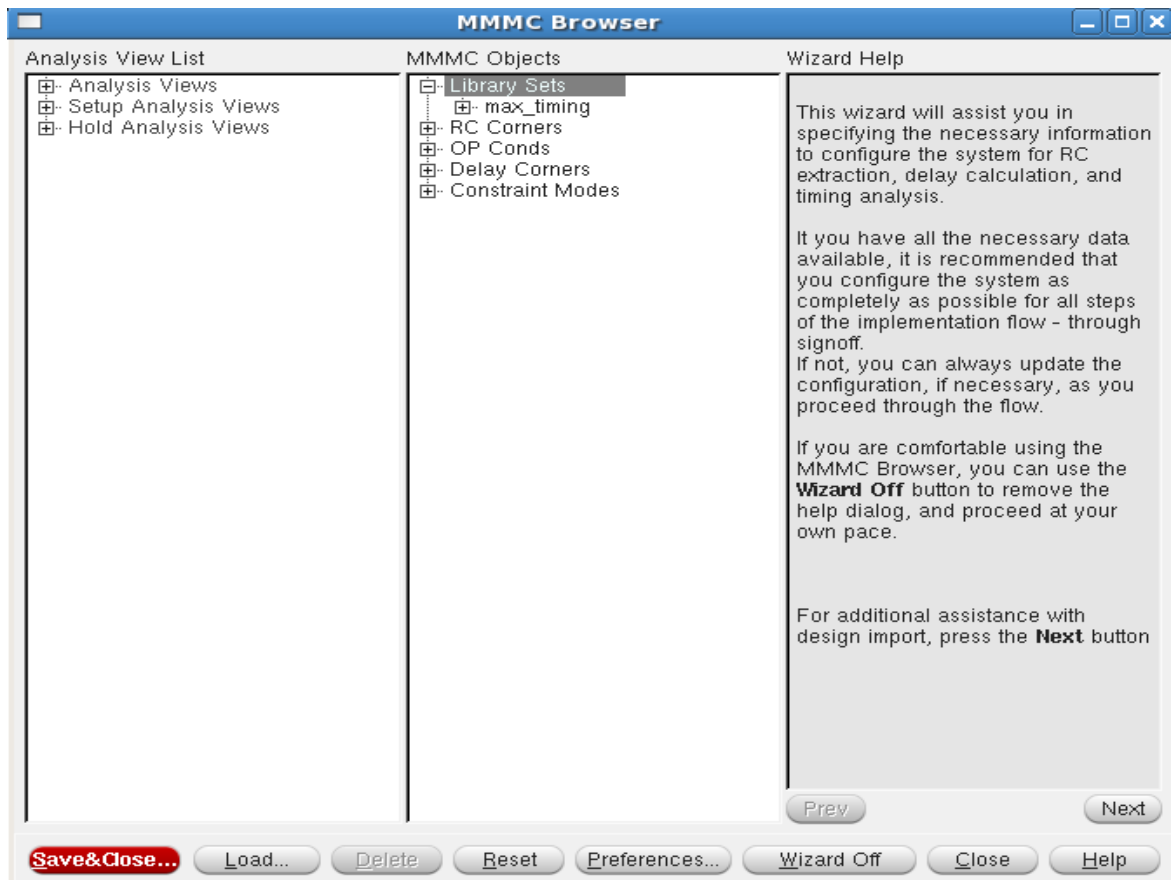 MMMC Browser
Analysis View List
Analysis Views
Setup Analysis Views
Hold Analysis Views
MMMC Objects
Library Sets
max_timing
RC Corners
OP Conds
Delay Corners
Constraint Modes
Wizard Help
This wizard will assist you in
specifying the necessary information
to configure the system for RC
extraction, delay calculation, and
timing analysis.
It you have all the necessary data
available, it is recommended that
you configure the system as
completely as possible for all steps
of the implementation flow – through
signoff.
If not, you can always update the
configuration, if necessary, as you
proceed through the flow.
If you are comfortable using the
MMMC Browser, you can use the
Wizard Off button to remove the
help dialog, and proceed at your
own pace.
For additional assistance with
design import, press the Next button
Prev Next
Save&Close... Load... Delete Reset Preferences... Wizard Off Close Help